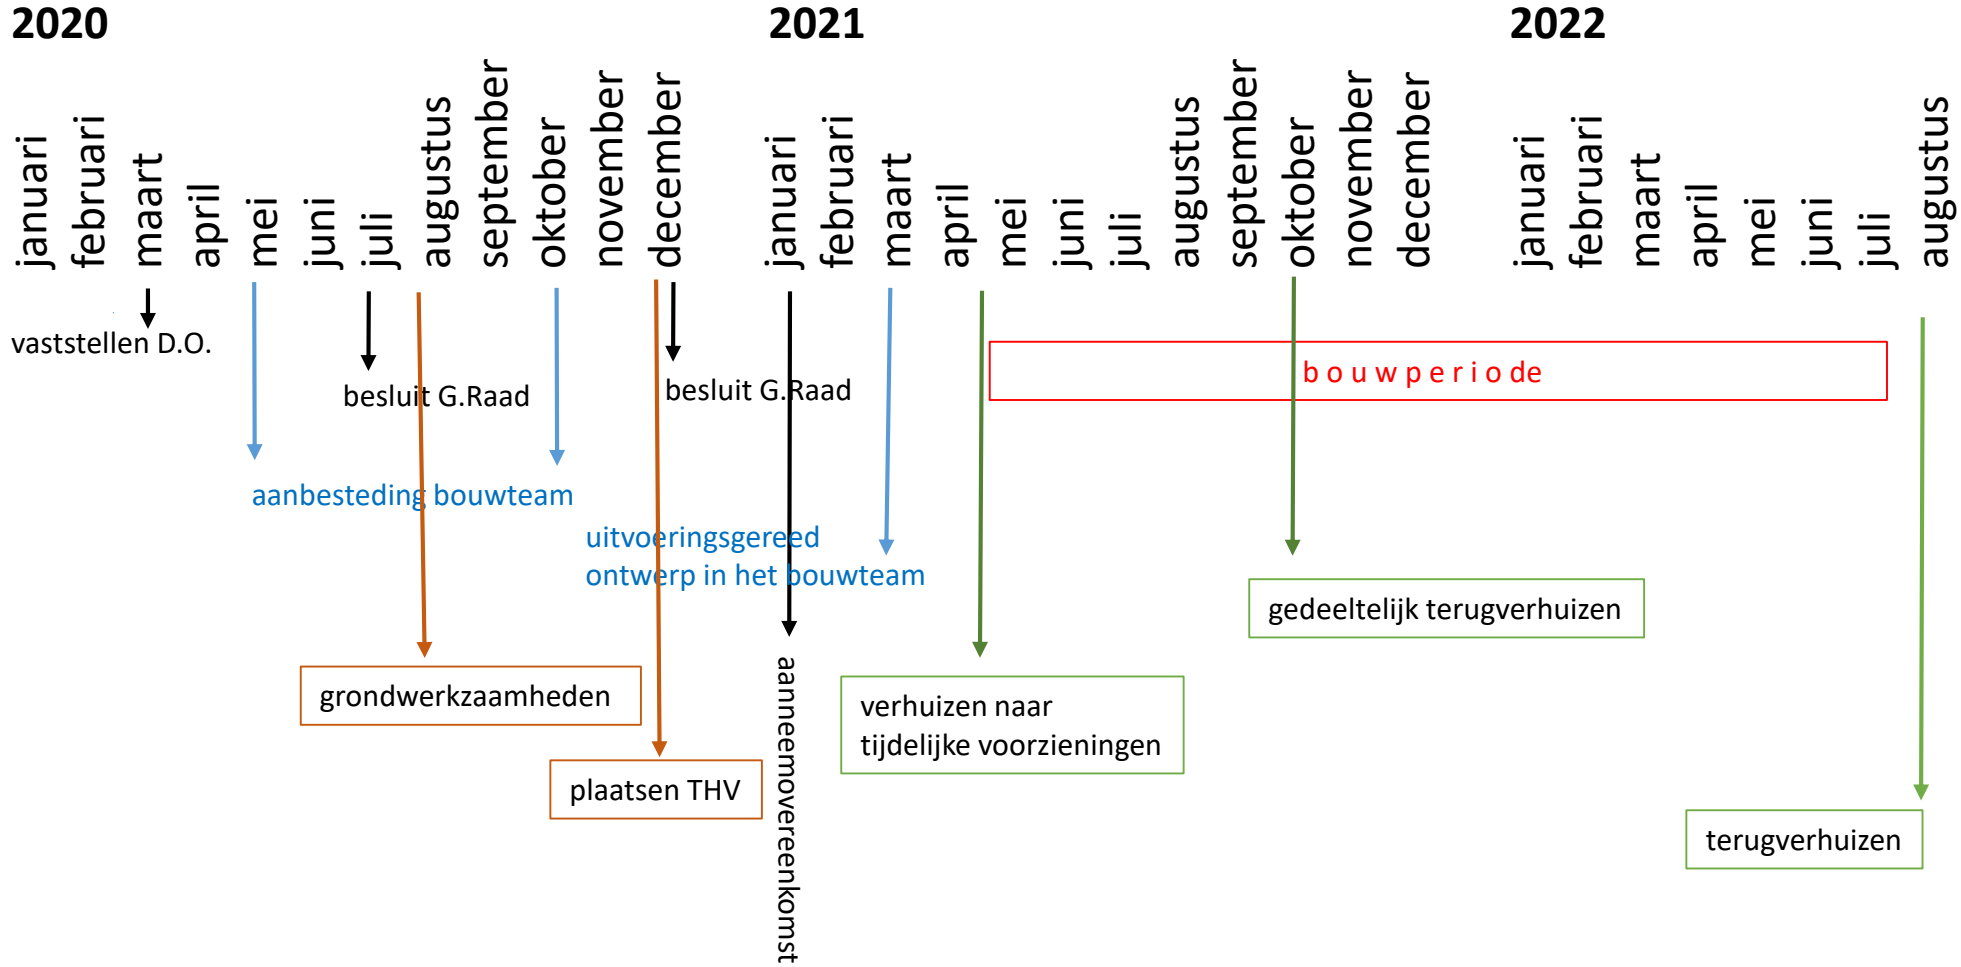 2020
2021
2022
januari
februari
maart
april
mei
juni
juli
augustus
september
oktober
november
december
januari
februari
maart
april
mei
juni
juli
augustus
september
oktober
november
december
januari
februari
maart
april
mei
juni
juli
augustus
vaststellen D.O.
besluit G.Raad
besluit G.Raad
bouwperiode
aanbesteding bouwteam
uitvoeringsgereed
ontwerp in het bouwteam
gedeeltelijk terugverhuizen
grondwerkzaamheden
aanneemovereenkomst
verhuizen naar
tijdelijke voorzieningen
plaatsen THV
terugverhuizen